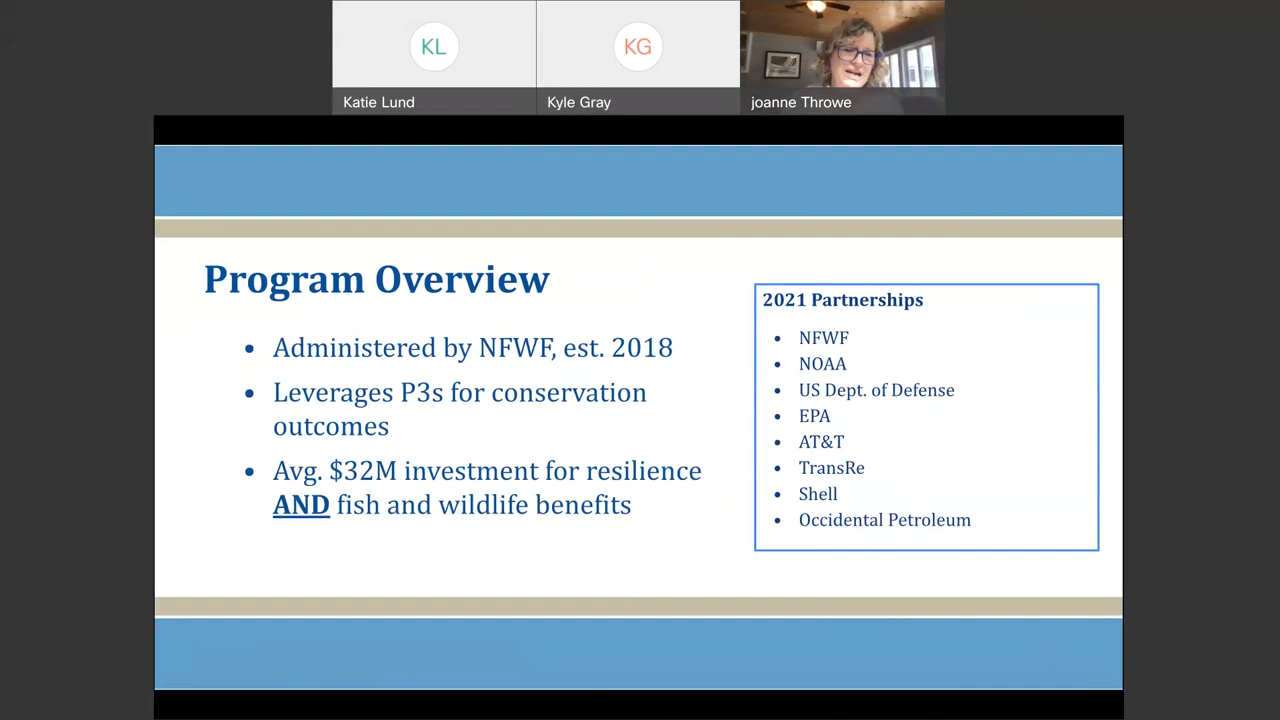 KL
KG
Katie Lund
Kyle Gray
joanne Throwe
Program Overview
• Administered by NFWF, est. 2018
• Leverages P3s for conservation
outcomes
• Avg. $32M investment for resilience
AND fish and wildlife benefits
2021 Partnerships
• NFWF
• NOAA
• US Dept. of Defense
• EPA
• AT&T
• TransRe
• Shell
• Occidental Petroleum